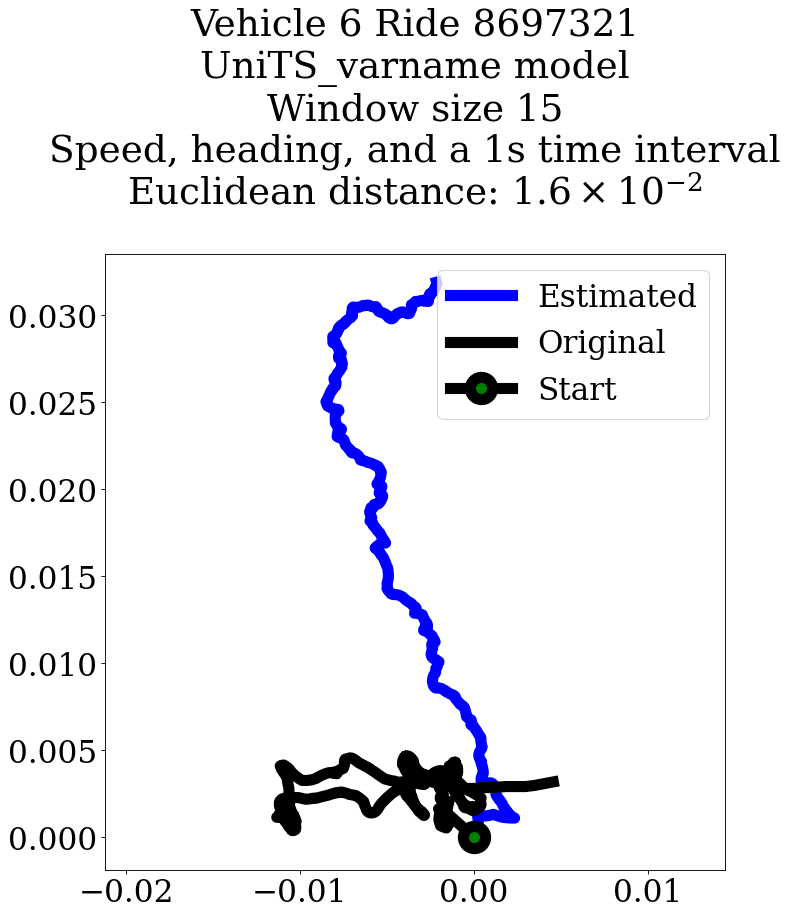 Vehicle 6 Ride 8697321
UniTS_varname model
Window size 15
Speed, heading, and a 1s time interval
Euclidean distance: 1.6 × 10⁻²
Estimated
Original
Start
0.030
0.025
0.020
0.015
0.010
0.005
0.000
−0.02 −0.01 0.00 0.01